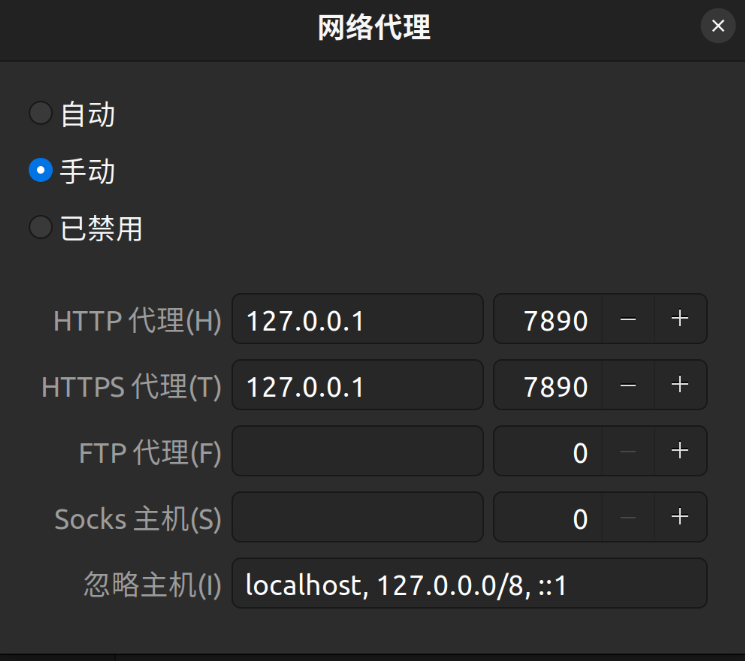 网络代理
自动
手动
已禁用
HTTP 代理(H) 127.0.0.1 7890 − +
HTTPS 代理(T) 127.0.0.1 7890 − +
FTP 代理(F) 0 − +
Socks 主机(S) 0 − +
忽略主机(I) localhost, 127.0.0.0/8, ::1